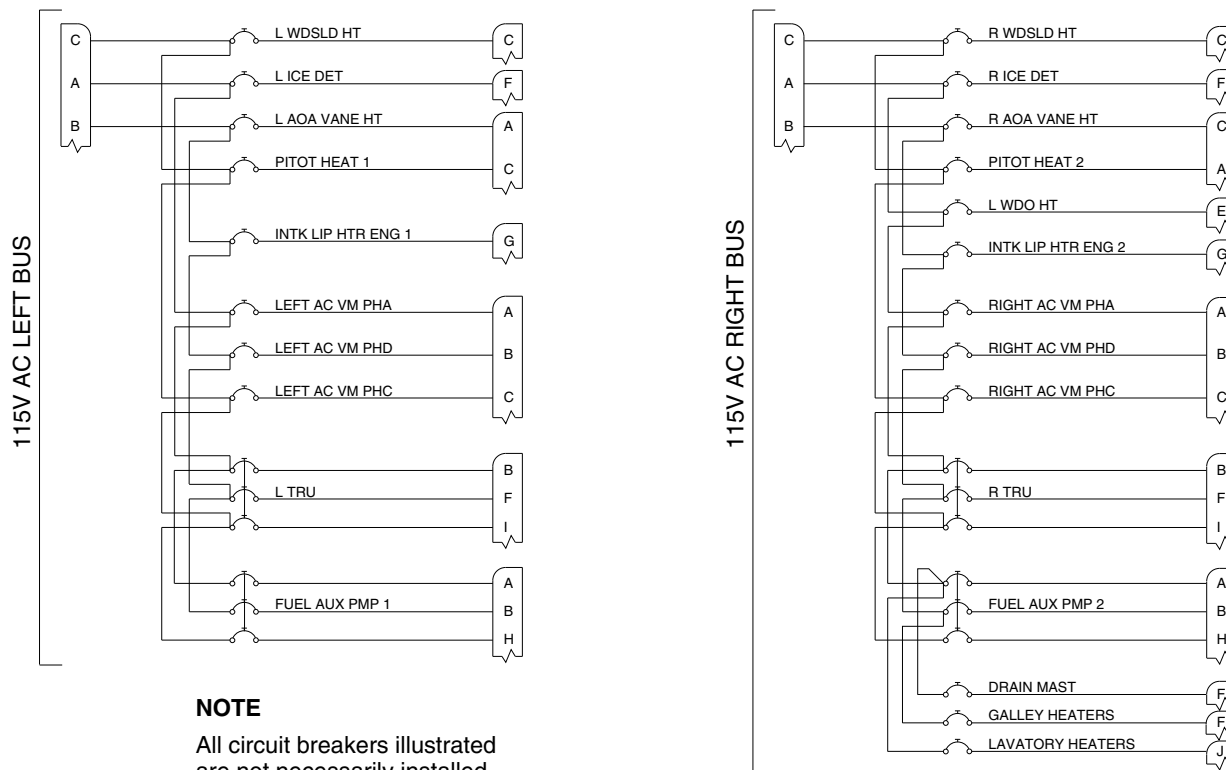 115V AC LEFT BUS
C
A
B
L WDSLD HT
C
L ICE DET
F
L AOA VANE HT
A
PITOT HEAT 1
C
INTK LIP HTR ENG 1
G
LEFT AC VM PHA
A
LEFT AC VM PHD
B
LEFT AC VM PHC
C
B
L TRU
F
I
A
FUEL AUX PMP 1
B
H
NOTE
All circuit breakers illustrated
are not necessarily installed
115V AC RIGHT BUS
C
A
B
R WDSLD HT
C
R ICE DET
F
R AOA VANE HT
C
PITOT HEAT 2
A
L WDO HT
E
INTK LIP HTR ENG 2
G
RIGHT AC VM PHA
A
RIGHT AC VM PHD
B
RIGHT AC VM PHC
C
B
R TRU
F
I
A
FUEL AUX PMP 2
B
H
DRAIN MAST
F
GALLEY HEATERS
F
LAVATORY HEATERS
J